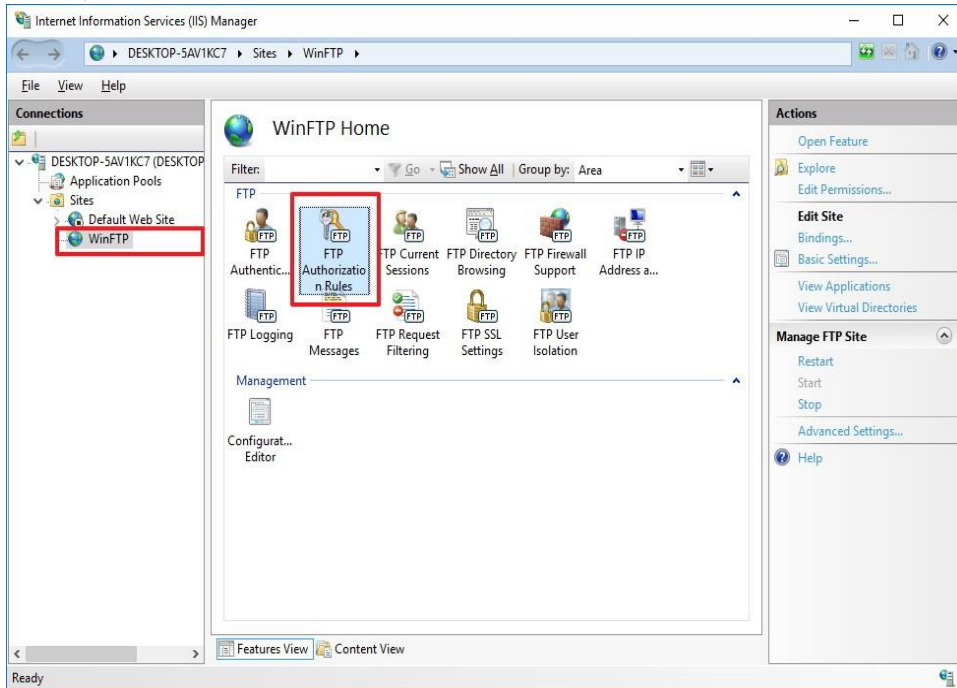 Internet Information Services (IIS) Manager
DESKTOP-5AV1KC7 Sites WinFTP
File View Help
Connections
DESKTOP-5AV1KC7 (DESKTOP
Application Pools
Sites
Default Web Site
WinFTP
WinFTP Home
Filter: Go Show All Group by: Area
FTP
FTP FTP FTP FTP FTP FTP
FTP
Authentic...
FTP
Authorizatio
n Rules
FTP Current
Sessions
FTP Directory
Browsing
FTP Firewall
Support
FTP IP
Address a...
FTP FTP FTP FTP FTP
FTP Logging
FTP
Messages
FTP Request
Filtering
FTP SSL
Settings
FTP User
Isolation
Management
Configurat...
Editor
Features View Content View
Actions
Open Feature
Explore
Edit Permissions...
Edit Site
Bindings...
Basic Settings...
View Applications
View Virtual Directories
Manage FTP Site
Restart
Start
Stop
Advanced Settings...
Help
Ready